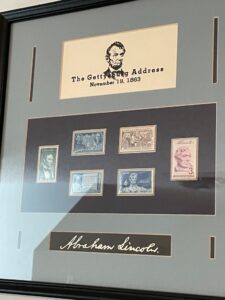 The Gettysburg Address
November 19, 1863
Abraham Lincoln.